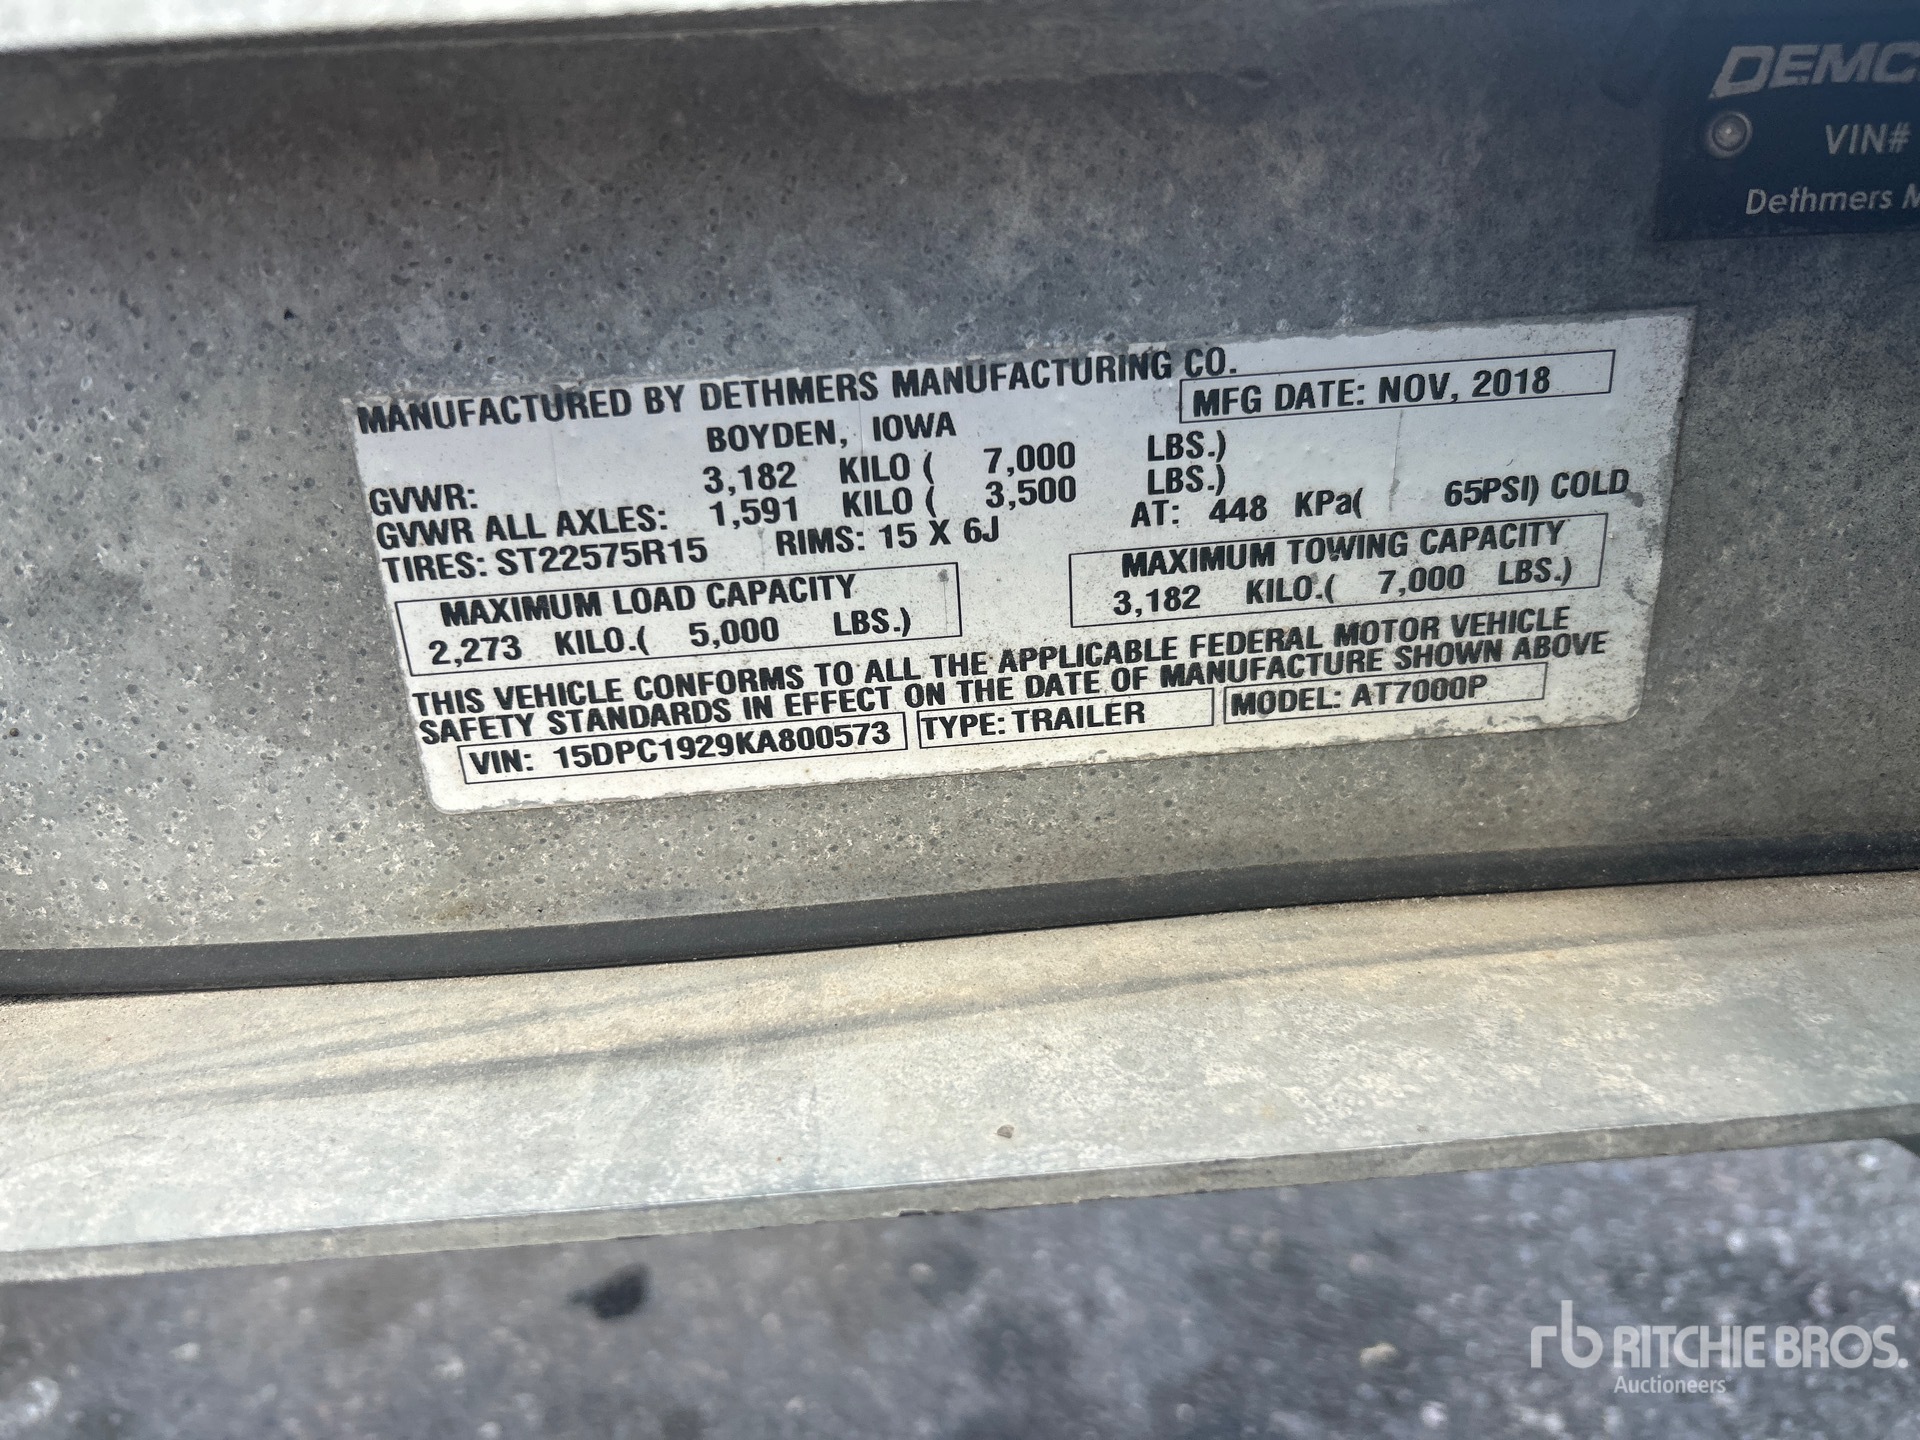 DEMC
VIN#
Dethmers M
MANUFACTURED BY DETHMERS MANUFACTURING CO.
BOYDEN, IOWA
MFG DATE: NOV, 2018
GVWR: 3,182 KILO ( 7,000 LBS.)
GVWR ALL AXLES: 1,591 KILO ( 3,500 LBS.)
TIRES: ST22575R15 RIMS: 15 X 6J AT: 448 KPa( 65PSI) COLD
MAXIMUM LOAD CAPACITY
2,273 KILO.( 5,000 LBS.)
MAXIMUM TOWING CAPACITY
3,182 KILO.( 7,000 LBS.)
THIS VEHICLE CONFORMS TO ALL THE APPLICABLE FEDERAL MOTOR VEHICLE
SAFETY STANDARDS IN EFFECT ON THE DATE OF MANUFACTURE SHOWN ABOVE
VIN: 15DPC1929KA800573 TYPE: TRAILER MODEL: AT7000P
rb RITCHIE BROS.
Auctioneers